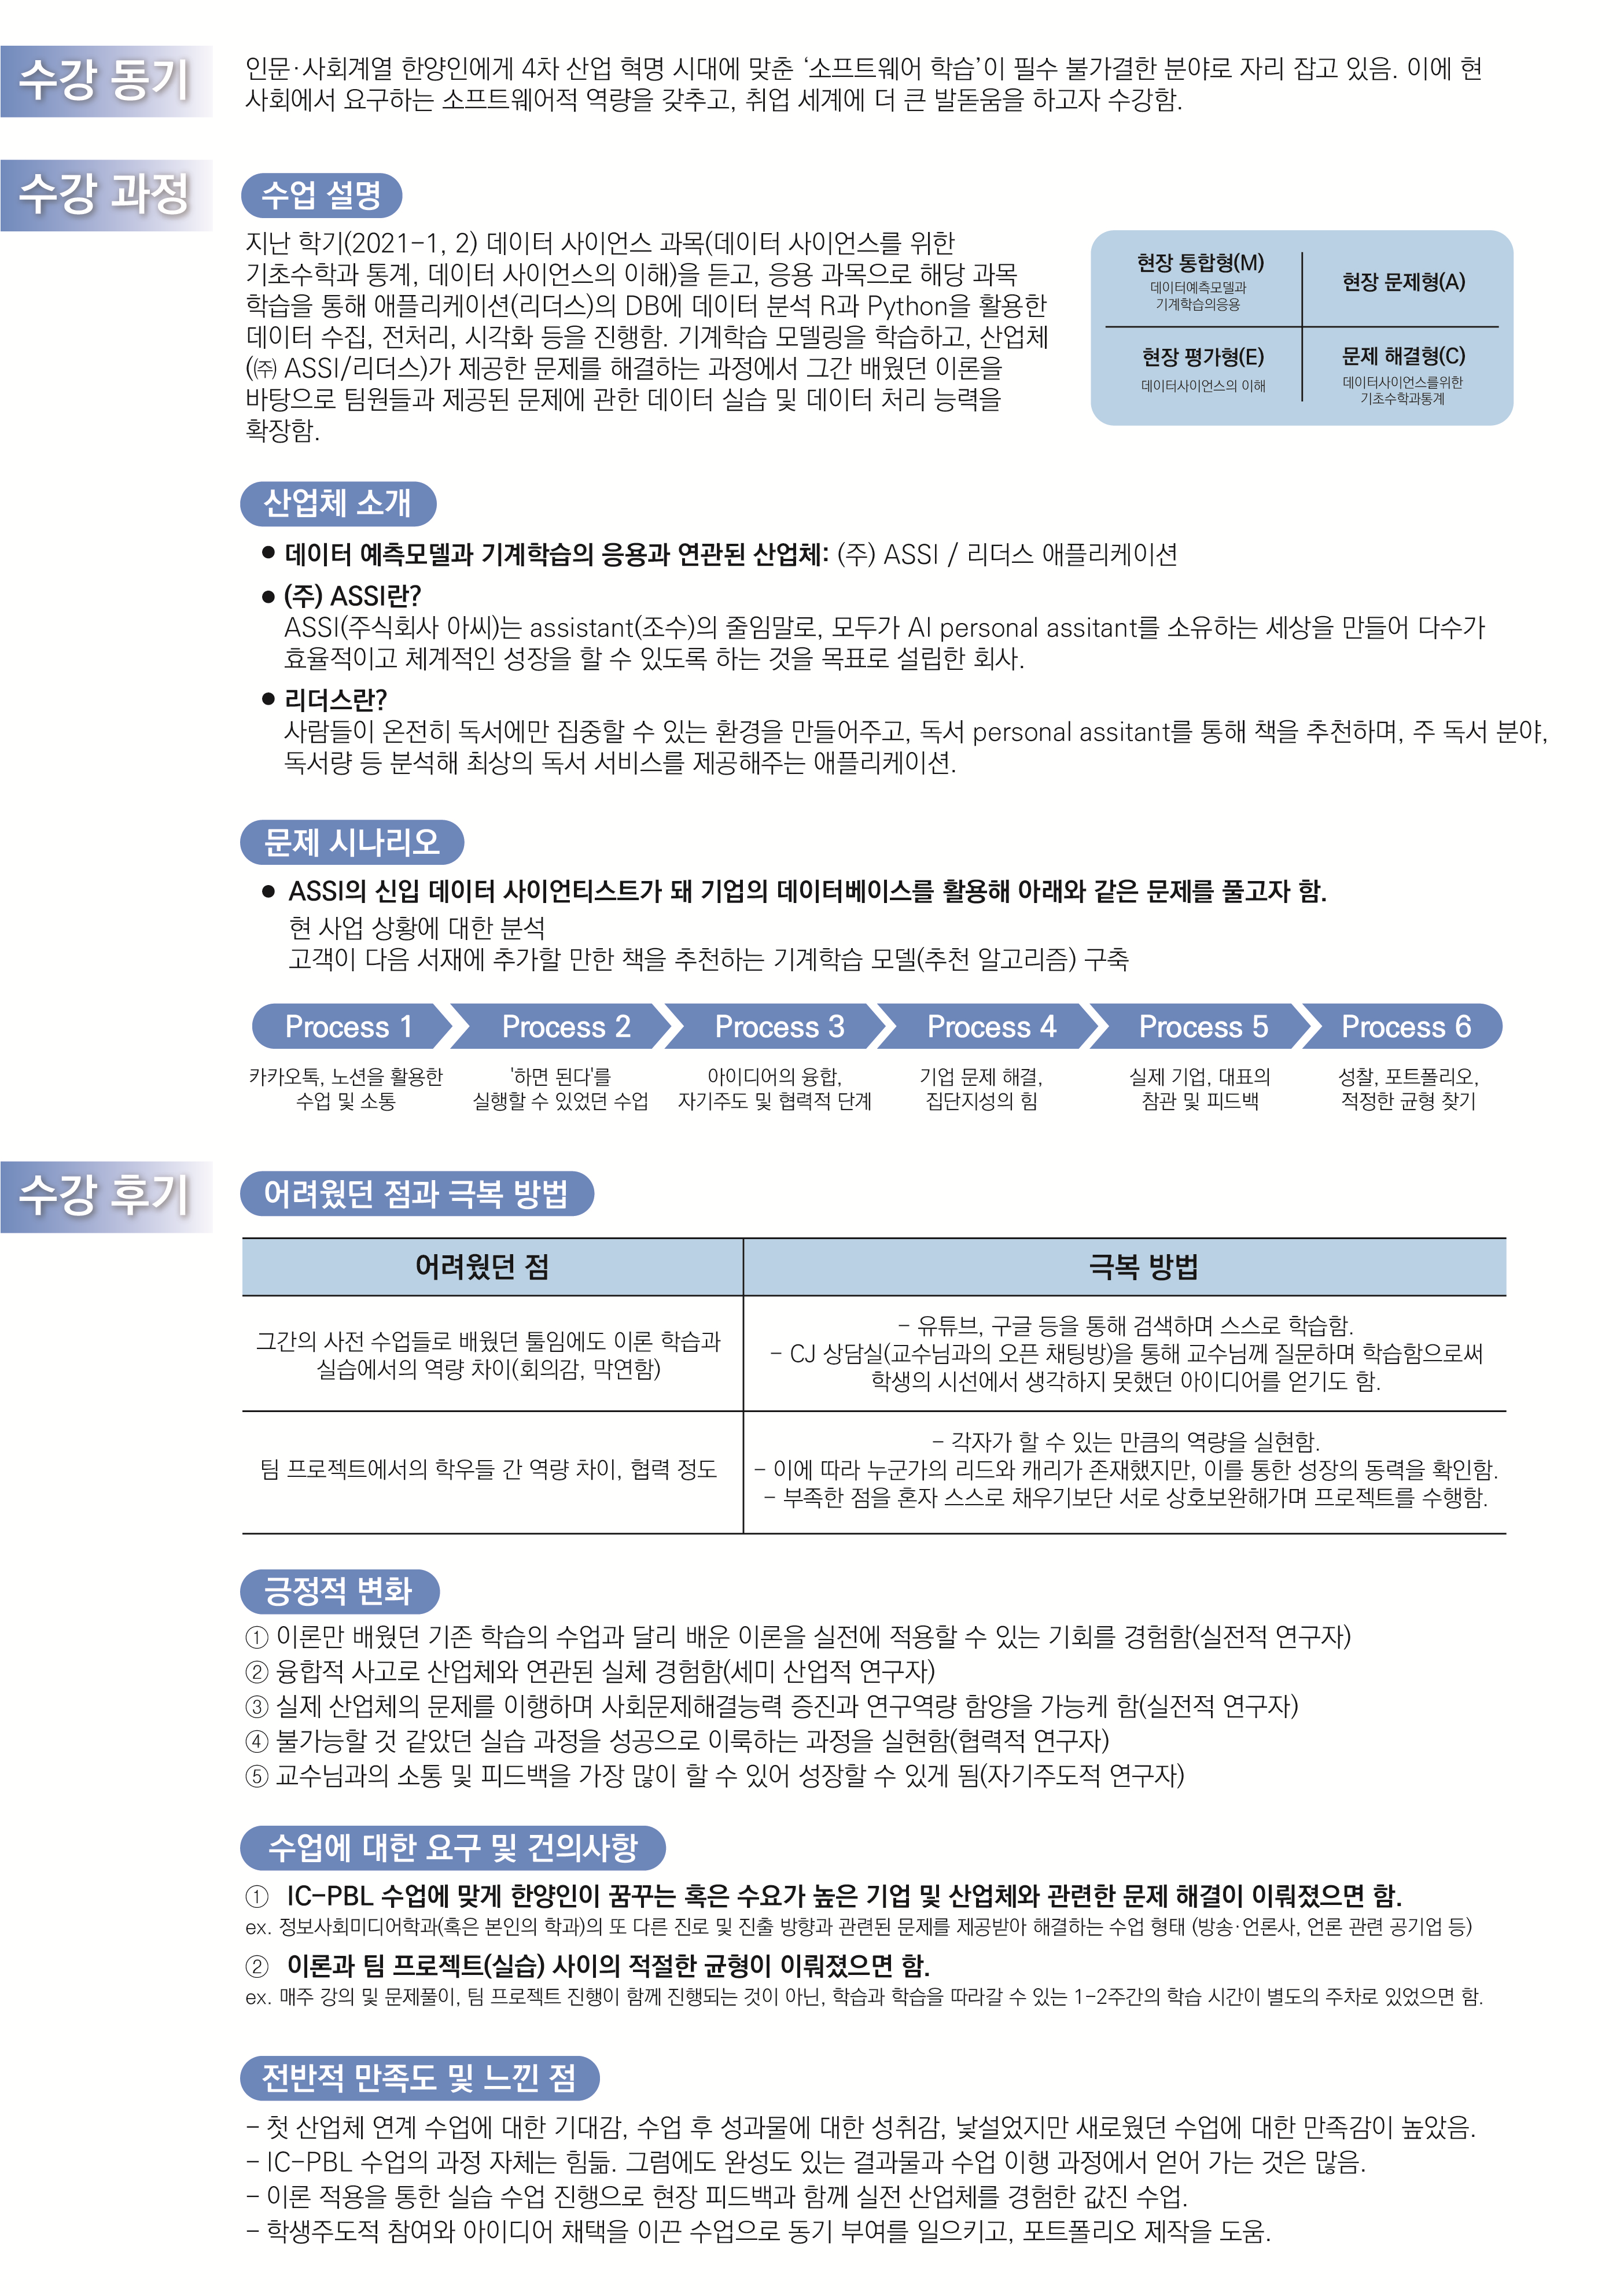 수강 동기
인문·사회계열 한양인에게 4차 산업 혁명 시대에 맞춘 ‘소프트웨어 학습’이 필수 불가결한 분야로 자리 잡고 있음. 이에 현
사회에서 요구하는 소프트웨어적 역량을 갖추고, 취업 세계에 더 큰 발돋움을 하고자 수강함.
수강 과정
수업 설명
지난 학기(2021-1, 2) 데이터 사이언스 과목(데이터 사이언스를 위한
기초수학과 통계, 데이터 사이언스의 이해)을 듣고, 응용 과목으로 해당 과목
학습을 통해 애플리케이션(리더스)의 DB에 데이터 분석 R과 Python을 활용한
데이터 수집, 전처리, 시각화 등을 진행함. 기계학습 모델링을 학습하고, 산업체
(㈜ ASSI/리더스)가 제공한 문제를 해결하는 과정에서 그간 배웠던 이론을
바탕으로 팀원들과 제공된 문제에 관한 데이터 실습 및 데이터 처리 능력을
확장함.
현장 통합형(M)
데이터예측모델과
기계학습의응용
현장 문제형(A)
현장 평가형(E)
데이터사이언스의 이해
문제 해결형(C)
데이터사이언스를위한
기초수학과통계
산업체 소개
● 데이터 예측모델과 기계학습의 응용과 연관된 산업체: (주) ASSI / 리더스 애플리케이션
● (주) ASSI란?
ASSI(주식회사 아씨)는 assistant(조수)의 줄임말로, 모두가 AI personal assitant를 소유하는 세상을 만들어 다수가
효율적이고 체계적인 성장을 할 수 있도록 하는 것을 목표로 설립한 회사.
● 리더스란?
사람들이 온전히 독서에만 집중할 수 있는 환경을 만들어주고, 독서 personal assitant를 통해 책을 추천하며, 주 독서 분야,
독서량 등 분석해 최상의 독서 서비스를 제공해주는 애플리케이션.
문제 시나리오
● ASSI의 신입 데이터 사이언티스트가 돼 기업의 데이터베이스를 활용해 아래와 같은 문제를 풀고자 함.
현 사업 상황에 대한 분석
고객이 다음 서재에 추가할 만한 책을 추천하는 기계학습 모델(추천 알고리즘) 구축
Process 1
카카오톡, 노션을 활용한
수업 및 소통
Process 2
'하면 된다'를
실행할 수 있었던 수업
Process 3
아이디어의 융합,
자기주도 및 협력적 단계
Process 4
기업 문제 해결,
집단지성의 힘
Process 5
실제 기업, 대표의
참관 및 피드백
Process 6
성찰, 포트폴리오,
적정한 균형 찾기
수강 후기
어려웠던 점과 극복 방법
어려웠던 점
극복 방법
그간의 사전 수업들로 배웠던 툴임에도 이론 학습과
실습에서의 역량 차이(회의감, 막연함)
- 유튜브, 구글 등을 통해 검색하며 스스로 학습함.
- CJ 상담실(교수님과의 오픈 채팅방)을 통해 교수님께 질문하며 학습함으로써
학생의 시선에서 생각하지 못했던 아이디어를 얻기도 함.
팀 프로젝트에서의 학우들 간 역량 차이, 협력 정도
- 각자가 할 수 있는 만큼의 역량을 실현함.
- 이에 따라 누군가의 리드와 캐리가 존재했지만, 이를 통한 성장의 동력을 확인함.
- 부족한 점을 혼자 스스로 채우기보단 서로 상호보완해가며 프로젝트를 수행함.
긍정적 변화
① 이론만 배웠던 기존 학습의 수업과 달리 배운 이론을 실전에 적용할 수 있는 기회를 경험함(실전적 연구자)
② 융합적 사고로 산업체와 연관된 실체 경험함(세미 산업적 연구자)
③ 실제 산업체의 문제를 이행하며 사회문제해결능력 증진과 연구역량 함양을 가능케 함(실전적 연구자)
④ 불가능할 것 같았던 실습 과정을 성공으로 이룩하는 과정을 실현함(협력적 연구자)
⑤ 교수님과의 소통 및 피드백을 가장 많이 할 수 있어 성장할 수 있게 됨(자기주도적 연구자)
수업에 대한 요구 및 건의사항
① IC-PBL 수업에 맞게 한양인이 꿈꾸는 혹은 수요가 높은 기업 및 산업체와 관련한 문제 해결이 이뤄졌으면 함.
ex. 정보사회미디어학과(혹은 본인의 학과)의 또 다른 진로 및 진출 방향과 관련된 문제를 제공받아 해결하는 수업 형태 (방송·언론사, 언론 관련 공기업 등)
② 이론과 팀 프로젝트(실습) 사이의 적절한 균형이 이뤄졌으면 함.
ex. 매주 강의 및 문제풀이, 팀 프로젝트 진행이 함께 진행되는 것이 아닌, 학습과 학습을 따라갈 수 있는 1-2주간의 학습 시간이 별도의 주차로 있었으면 함.
전반적 만족도 및 느낀 점
- 첫 산업체 연계 수업에 대한 기대감, 수업 후 성과물에 대한 성취감, 낯설었지만 새로웠던 수업에 대한 만족감이 높았음.
- IC-PBL 수업의 과정 자체는 힘듦. 그럼에도 완성도 있는 결과물과 수업 이행 과정에서 얻어 가는 것은 많음.
- 이론 적용을 통한 실습 수업 진행으로 현장 피드백과 함께 실전 산업체를 경험한 값진 수업.
- 학생주도적 참여와 아이디어 채택을 이끈 수업으로 동기 부여를 일으키고, 포트폴리오 제작을 도움.